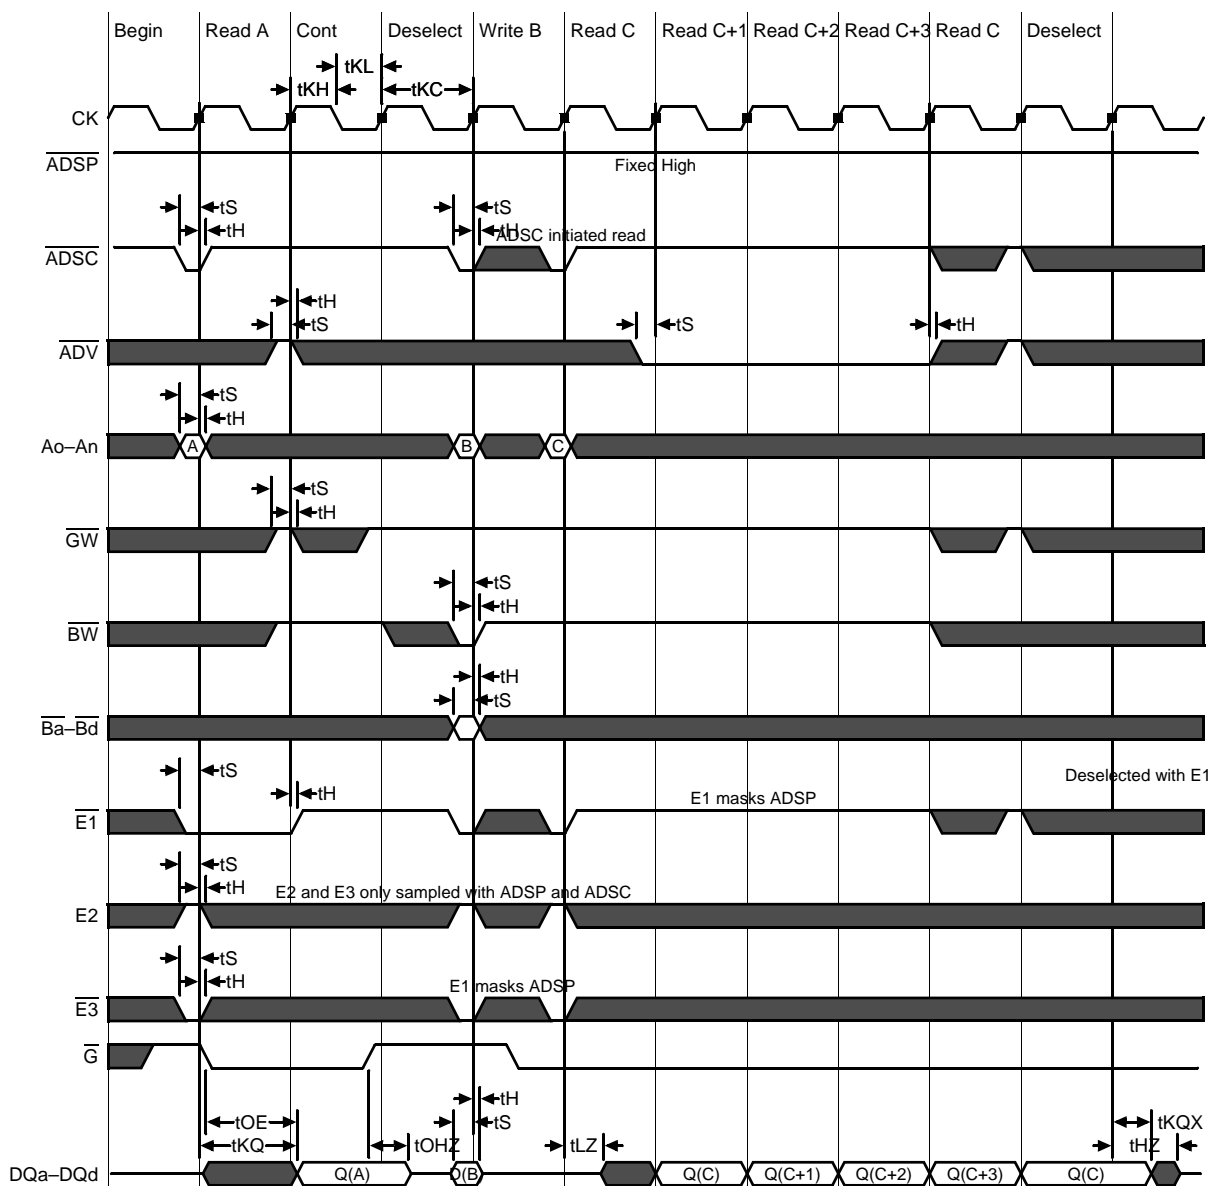 Begin Read A Cont Deselect Write B Read C Read C+1 Read C+2 Read C+3 Read C Deselect
tKL
tKH tKC
CK
ADSP
Fixed High
tS tS
tH tH
ADSC initiated read
ADSC
tH
tS tS tH
ADV
tS
tH
Ao–An A B C
tS
tH
GW
tS
tH
BW
tH
tS
Ba–Bd
tS
Deselected with E1
tH
E1 masks ADSP
E1
tS
tH
E2 and E3 only sampled with ADSP and ADSC
E2
tS
tH
E1 masks ADSP
E3
G
tH
tOE tS tKQX
tKQ tOHZ tLZ tHZ
DQa–DQd Q(A) D(B Q(C) Q(C+1) Q(C+2) Q(C+3) Q(C)